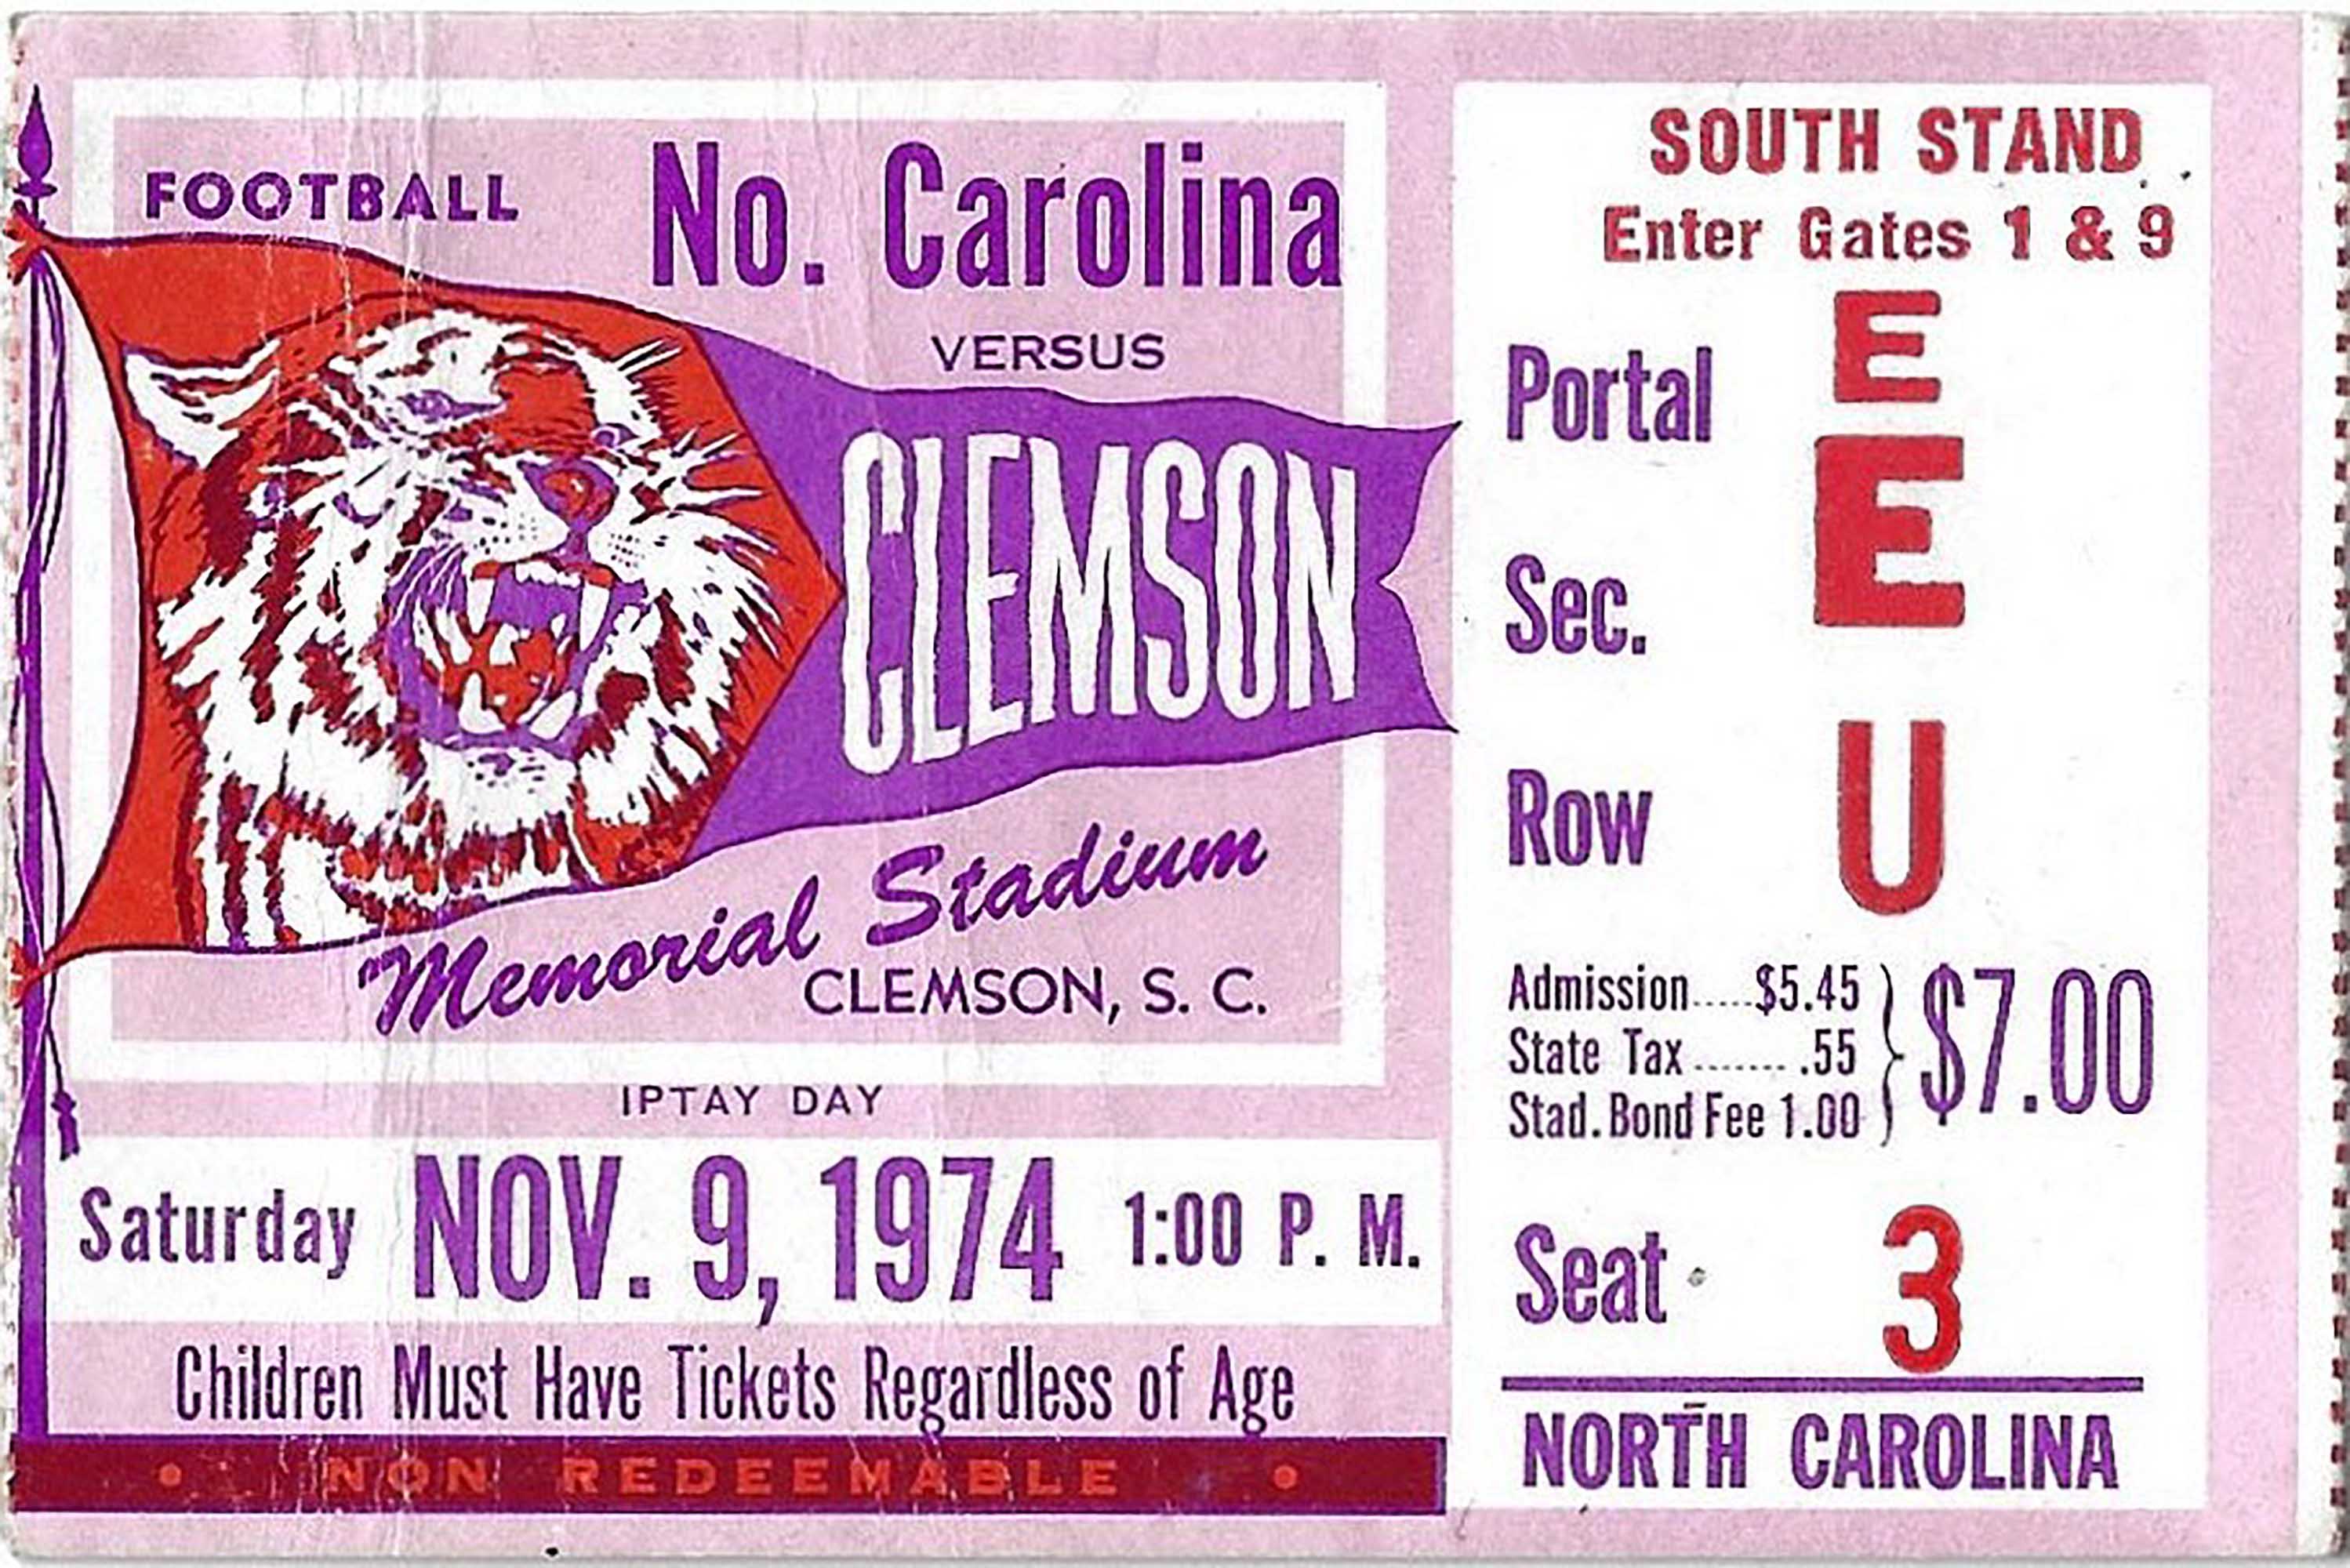 FOOTBALL
No. Carolina
VERSUS
CLEMSON
Memorial Stadium
CLEMSON, S. C.
IPTAY DAY
Saturday NOV. 9, 1974 1:00 P. M.
Children Must Have Tickets Regardless of Age
• NON REDEEMABLE •
SOUTH STAND
Enter Gates 1 & 9
Portal E
Sec. E
Row U
Admission.....$5.45
State Tax ....... .55
Stad. Bond Fee 1.00
$7.00
Seat 3
NORTH CAROLINA